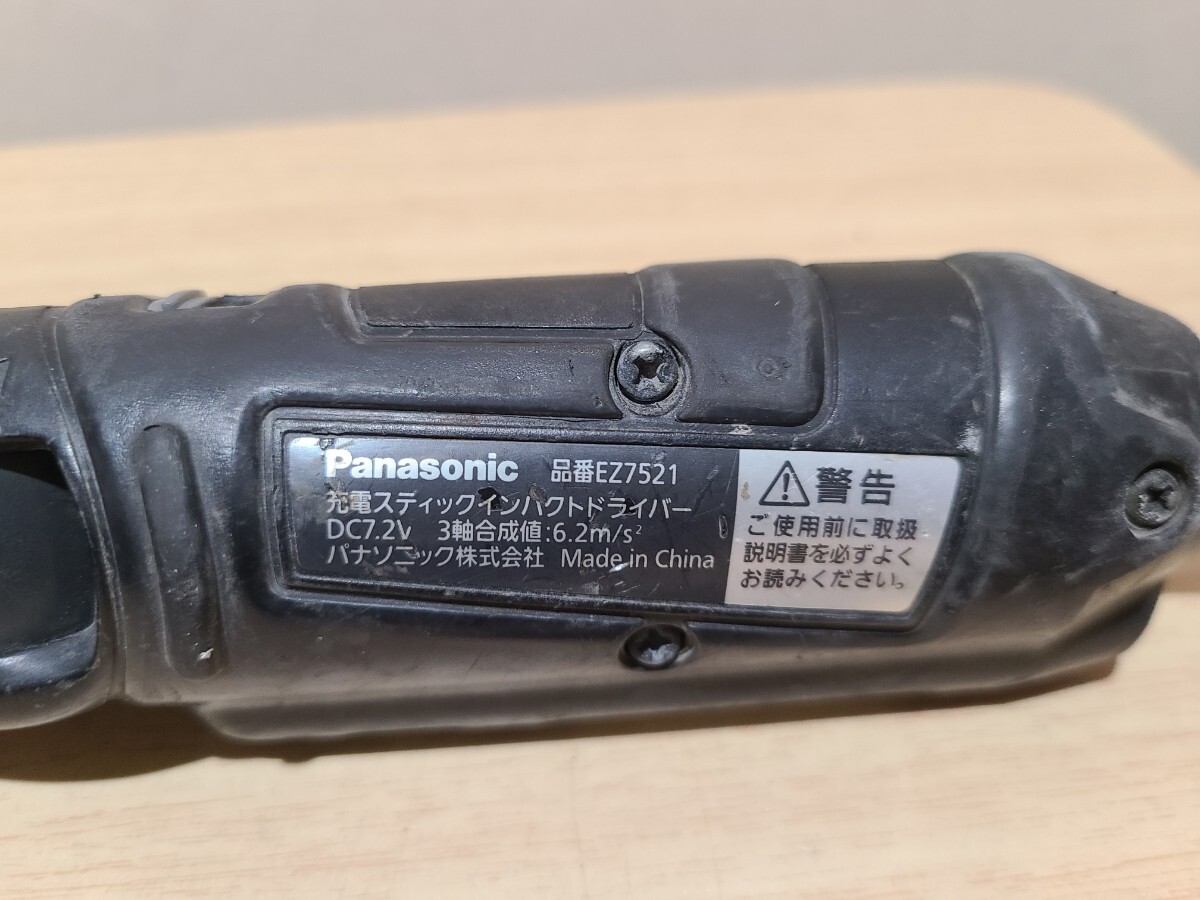 Panasonic 品番EZ7521
充電スティックインパクトドライバー
DC7.2V 3軸合成値:6.2m/s²
パナソニック株式会社 Made in China
⚠警告
ご使用前に取扱
説明書を必ずよく
お読みください。